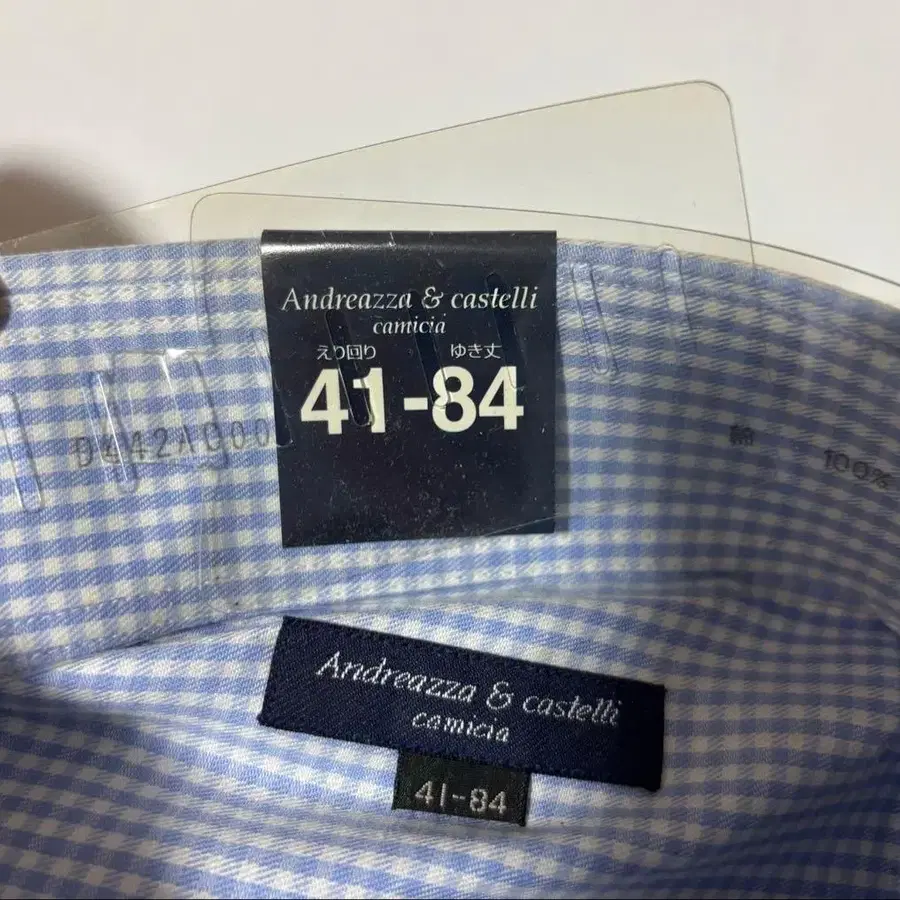 Andreazza & castelli
camicia
えり回り ゆき丈
41-84
D442A000
綿 100%
Andreazza & castelli
camicia
41-84